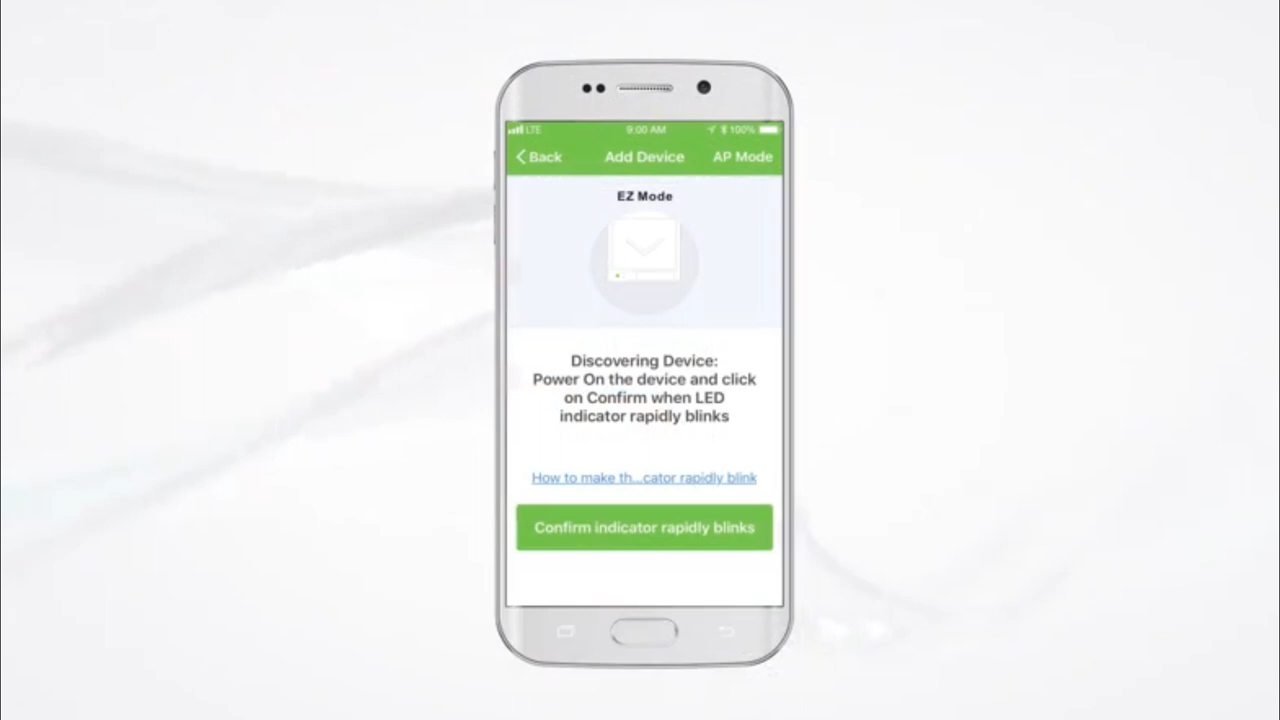 LTE 9:00 AM 100%
Back Add Device AP Mode
EZ Mode
Discovering Device:
Power On the device and click
on Confirm when LED
indicator rapidly blinks
How to make th...cator rapidly blink
Confirm indicator rapidly blinks